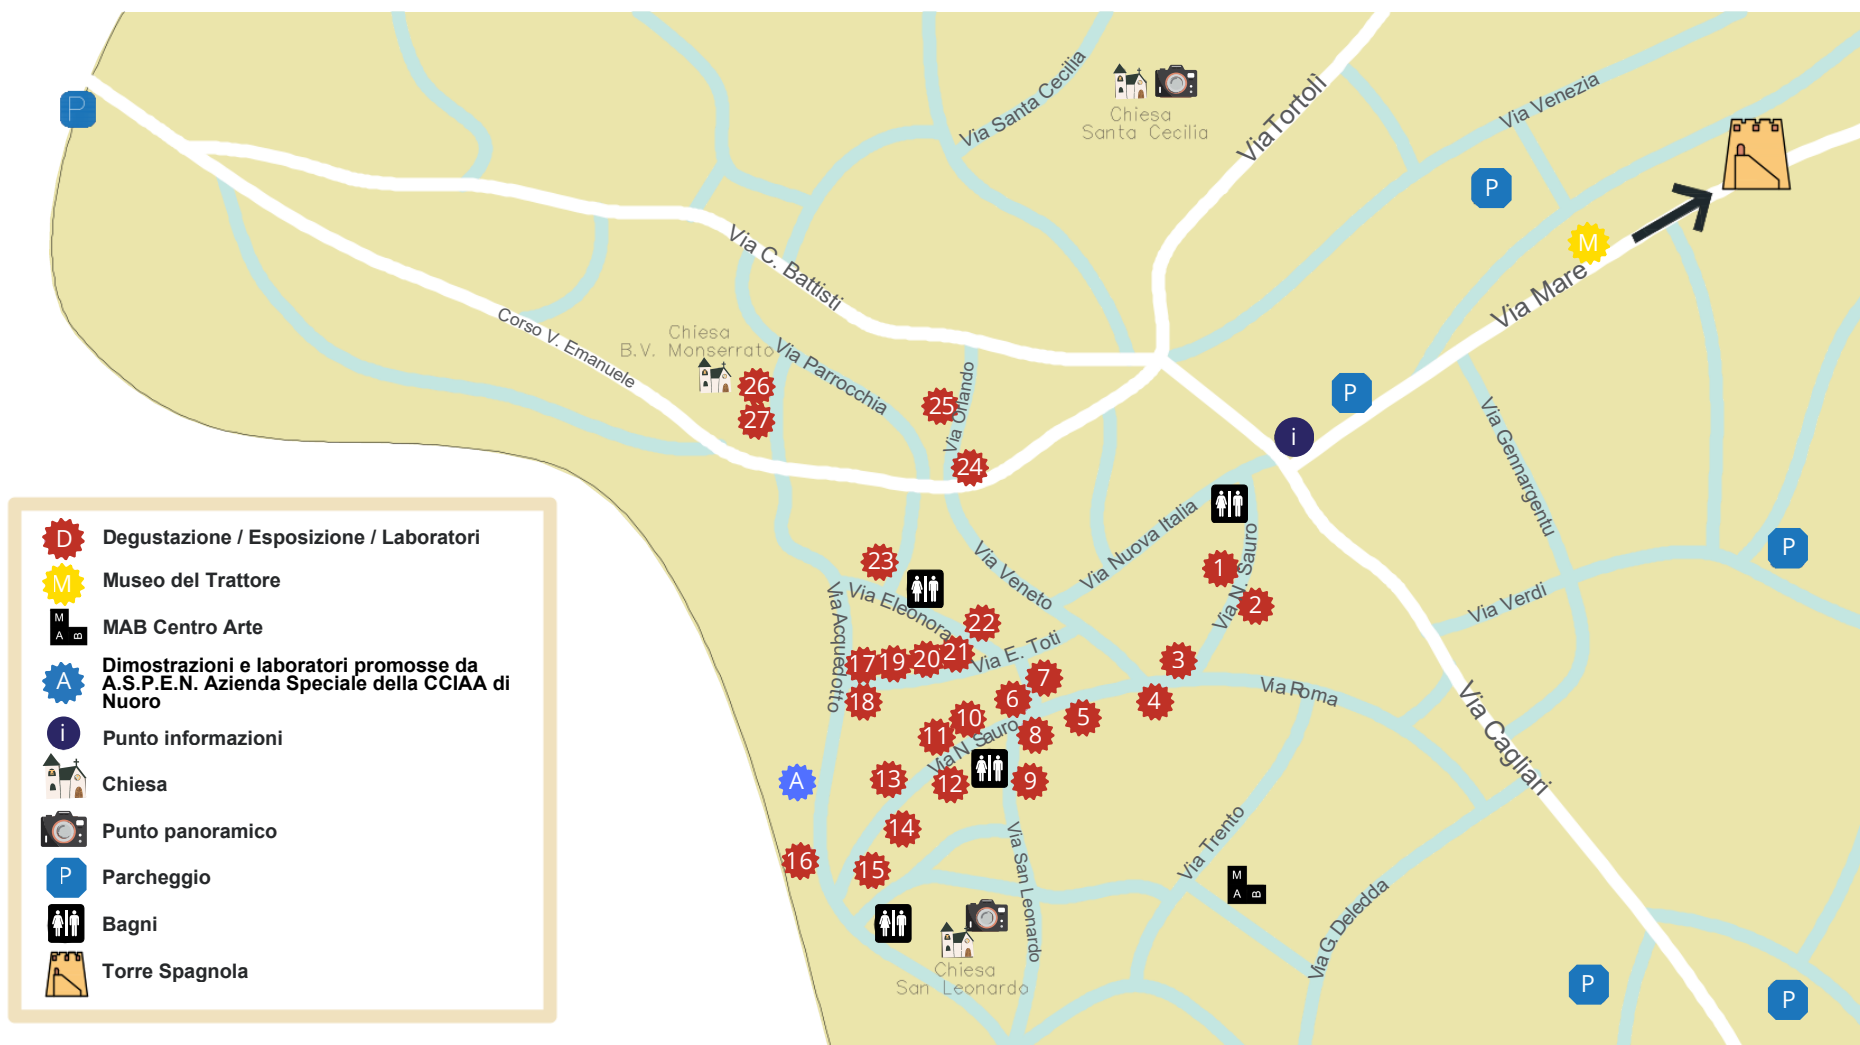 P
Via Santa Cecilia
Chiesa
Santa Cecilia
Via Tortolì
Via Venezia
P
M
Via Mare
Via C. Battisti
Corso V. Emanuele
Chiesa
B.V. Monserrato
Via Parrocchia
26
27
25
Via Orlando
24
P
i
Via Gennargentu
P
Via Nuova Italia
Via N. Sauro
1
2
Via Veneto
23
Via Eleonora
Via Acquedotto
22
21
20
19
17
18
Via E. Toti
Via Verdi
3
4
5
6
7
8
9
10
11
12
13
14
15
16
Via N. Sauro
Via Roma
Via Cagliari
A
Via San Leonardo
Via Trento
M
A B
Via G. Deledda
Chiesa
San Leonardo
P
P
D Degustazione / Esposizione / Laboratori
M Museo del Trattore
M
A B
MAB Centro Arte
Dimostrazioni e laboratori promosse da
A A.S.P.E.N. Azienda Speciale della CCIAA di
Nuoro
i Punto informazioni
Chiesa
Punto panoramico
P Parcheggio
Bagni
Torre Spagnola